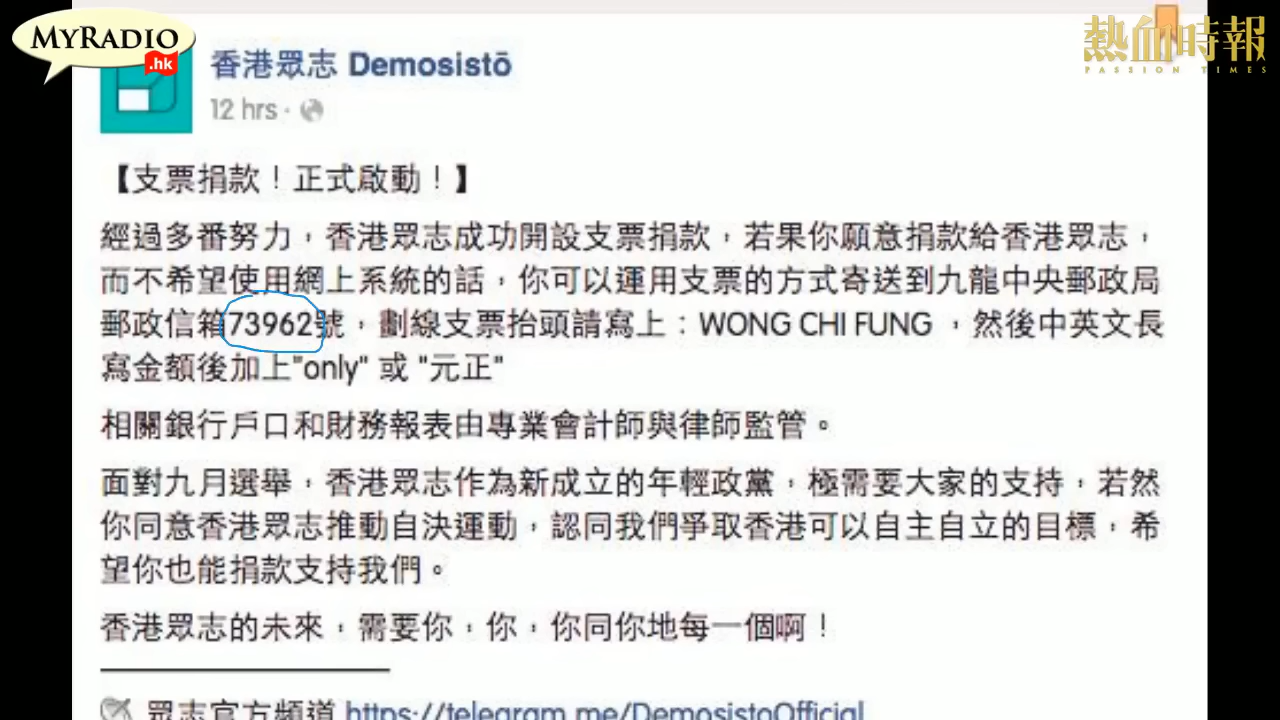 MYRADIO
.hk
熱血時報
PASSION TIMES
香港眾志 Demosistō
12 hrs ·
【支票捐款！正式啟動！】
經過多番努力，香港眾志成功開設支票捐款，若果你願意捐款給香港眾志，
而不希望使用網上系統的話，你可以運用支票的方式寄送到九龍中央郵政局
郵政信箱73962號，劃線支票抬頭請寫上：WONG CHI FUNG ，然後中英文長
寫金額後加上"only" 或 "元正"
相關銀行戶口和財務報表由專業會計師與律師監管。
面對九月選舉，香港眾志作為新成立的年輕政黨，極需要大家的支持，若然
你同意香港眾志推動自決運動，認同我們爭取香港可以自主自立的目標，希
望你也能捐款支持我們。
香港眾志的未來，需要你，你，你同你地每一個啊！
眾志官方頻道 https://telegram.me/DemosistoOfficial